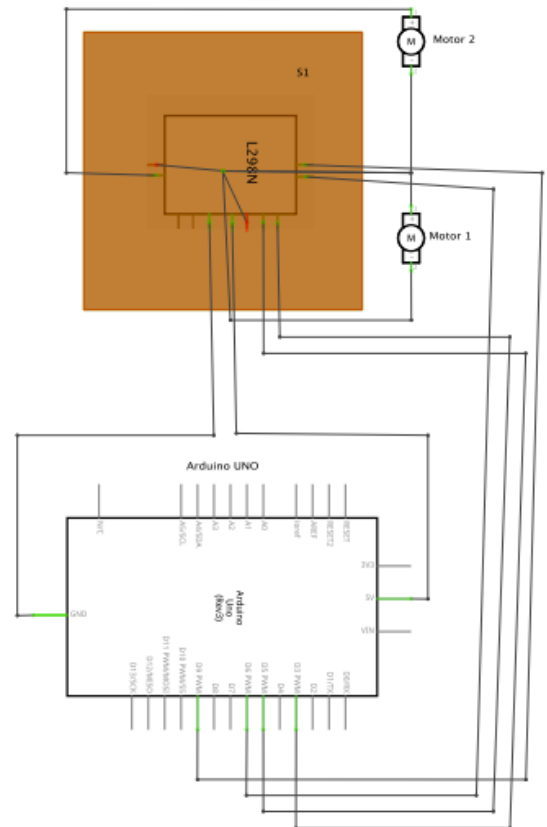 Motor 2
M
S1
L298N
Motor 1
M
Arduino UNO
N/C
A5/SCL
A4/SDA
A3
A2
A1
A0
ioref
AREF
RESET2
RESET
3V3
5V
VIN
GND
Arduino
Uno
(Rev3)
D13/SCK
D12/MISO
D11 PWM/MOSI
D10 PWM/SS
D9 PWM
D8
D7
D6 PWM
D5 PWM
D4
D3 PWM
D2
D1/TX
D0/RX